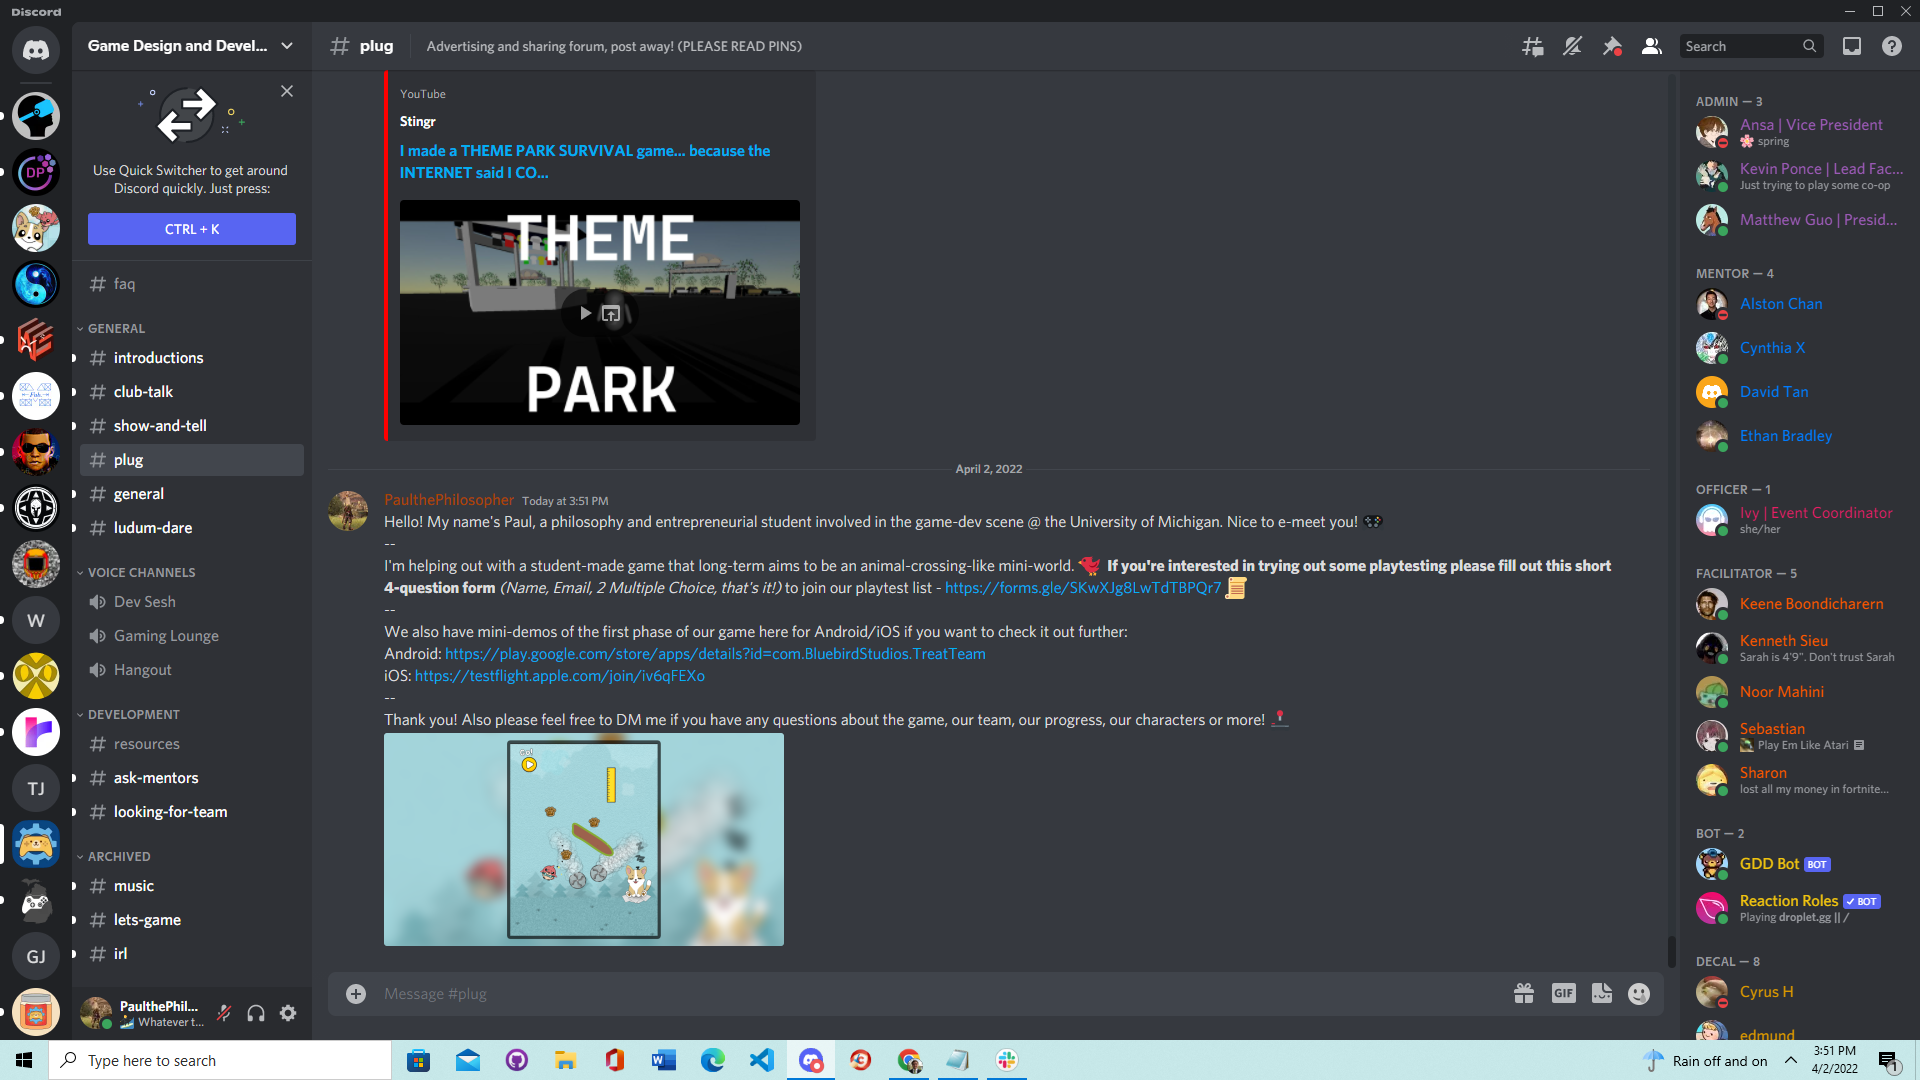 Discord
Game Design and Devel...
plug
Advertising and sharing forum, post away! (PLEASE READ PINS)
Search
Use Quick Switcher to get around
Discord quickly. Just press:
CTRL + K
faq
GENERAL
introductions
club-talk
show-and-tell
plug
general
ludum-dare
VOICE CHANNELS
Dev Sesh
Gaming Lounge
Hangout
DEVELOPMENT
resources
ask-mentors
looking-for-team
ARCHIVED
music
lets-game
irl
PaulthePhil...
Whatever t...
DP
W
TJ
GJ
YouTube
Stingr
I made a THEME PARK SURVIVAL game... because the
INTERNET said I CO...
THEME
PARK
April 2, 2022
PaulthePhilosopher Today at 3:51 PM
Hello! My name's Paul, a philosophy and entrepreneurial student involved in the game-dev scene @ the University of Michigan. Nice to e-meet you!
--
I'm helping out with a student-made game that long-term aims to be an animal-crossing-like mini-world. If you're interested in trying out some playtesting please fill out this short
4-question form (Name, Email, 2 Multiple Choice, that's it!) to join our playtest list - https://forms.gle/SKwXJg8LwTdTBPQr7
--
We also have mini-demos of the first phase of our game here for Android/iOS if you want to check it out further:
Android: https://play.google.com/store/apps/details?id=com.BluebirdStudios.TreatTeam
iOS: https://testflight.apple.com/join/iv6qFEXo
--
Thank you! Also please feel free to DM me if you have any questions about the game, our team, our progress, our characters or more!
Go!
Message #plug
GIF
ADMIN — 3
Ansa | Vice President
spring
Kevin Ponce | Lead Fac...
Just trying to play some co-op
Matthew Guo | Presid...
MENTOR — 4
Alston Chan
Cynthia X
David Tan
Ethan Bradley
OFFICER — 1
Ivy | Event Coordinator
she/her
FACILITATOR — 5
Keene Boondicharern
Kenneth Sieu
Sarah is 4'9". Don't trust Sarah
Noor Mahini
Sebastian
Play Em Like Atari
Sharon
lost all my money in fortnite...
BOT — 2
GDD Bot BOT
Reaction Roles BOT
Playing droplet.gg || /
DECAL — 8
Cyrus H
edmund
Type here to search
Rain off and on
3:51 PM
4/2/2022
1